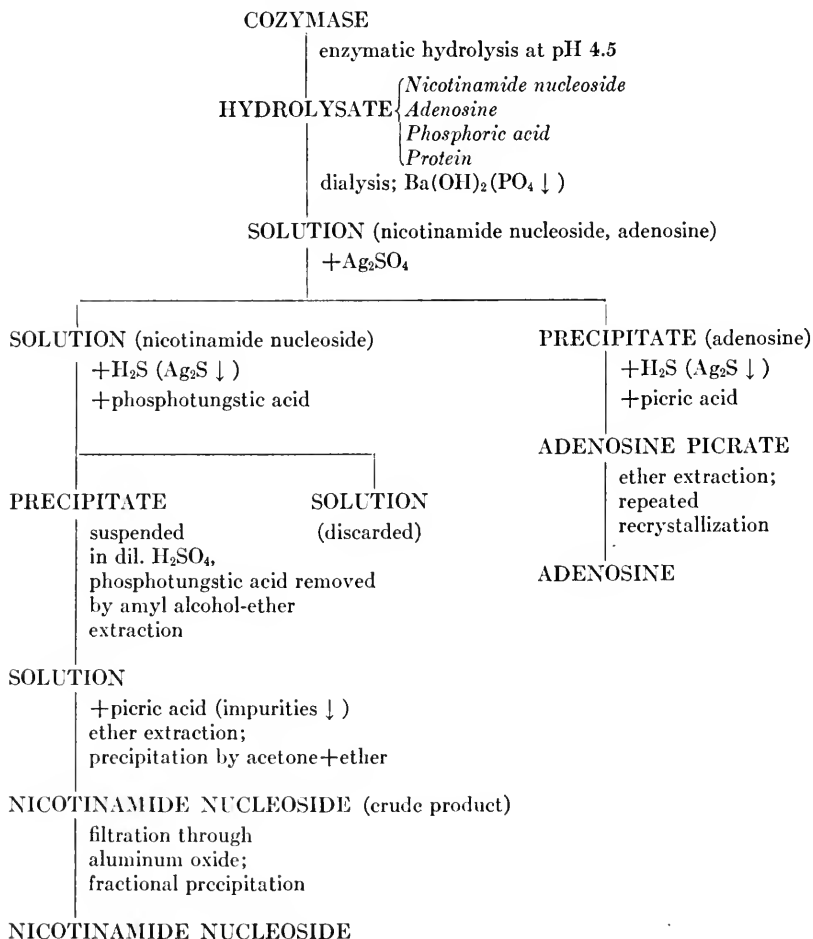 COZYMASE
enzymatic hydrolysis at pH 4.5
HYDROLYSATE
Nicotinamide nucleoside
Adenosine
Phosphoric acid
Protein
dialysis; Ba(OH)₂(PO₄ ↓ )
SOLUTION (nicotinamide nucleoside, adenosine)
+Ag₂SO₄
SOLUTION (nicotinamide nucleoside)
+H₂S (Ag₂S ↓ )
+phosphotungstic acid
PRECIPITATE (adenosine)
+H₂S (Ag₂S ↓ )
+picric acid
ADENOSINE PICRATE
ether extraction;
repeated
recrystallization
ADENOSINE
PRECIPITATE
suspended
in dil. H₂SO₄,
phosphotungstic acid removed
by amyl alcohol-ether
extraction
SOLUTION
(discarded)
SOLUTION
+picric acid (impurities ↓ )
ether extraction;
precipitation by acetone+ether
NICOTINAMIDE NUCLEOSIDE (crude product)
filtration through
aluminum oxide;
fractional precipitation
NICOTINAMIDE NUCLEOSIDE